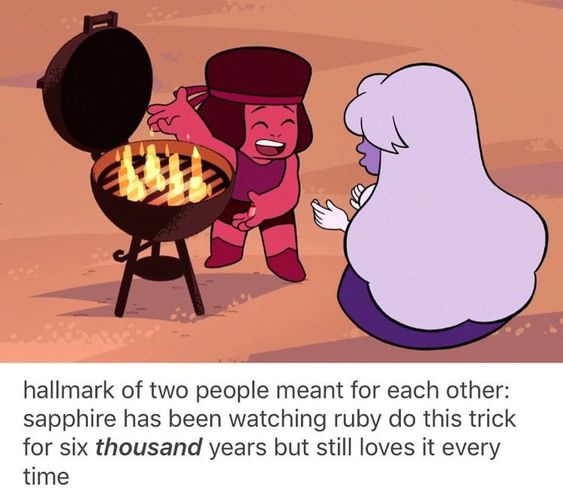 hallmark of two people meant for each other:
sapphire has been watching ruby do this trick
for six thousand years but still loves it every
time